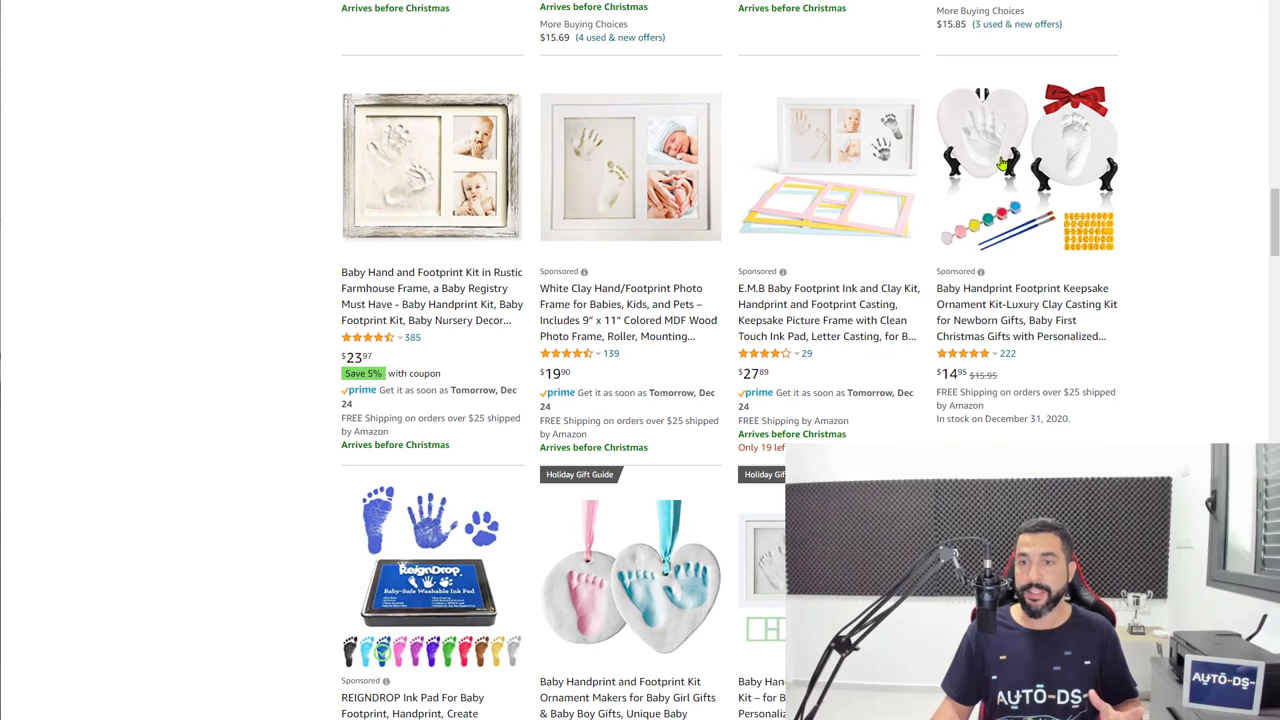 Arrives before Christmas
Arrives before Christmas
More Buying Choices
$15.69 (4 used & new offers)
Arrives before Christmas
More Buying Choices
$15.85 (3 used & new offers)
Baby Hand and Footprint Kit in Rustic
Farmhouse Frame, a Baby Registry
Must Have - Baby Handprint Kit, Baby
Footprint Kit, Baby Nursery Decor...
385
$23 97
Save 5% with coupon
prime Get it as soon as Tomorrow, Dec
24
FREE Shipping on orders over $25 shipped
by Amazon
Arrives before Christmas
Sponsored
White Clay Hand/Footprint Photo
Frame for Babies, Kids, and Pets –
Includes 9” x 11” Colored MDF Wood
Photo Frame, Roller, Mounting...
139
$19 90
prime Get it as soon as Tomorrow, Dec
24
FREE Shipping on orders over $25 shipped
by Amazon
Arrives before Christmas
Sponsored
E.M.B Baby Footprint Ink and Clay Kit,
Handprint and Footprint Casting,
Keepsake Picture Frame with Clean
Touch Ink Pad, Letter Casting, for B...
29
$27 89
prime Get it as soon as Tomorrow, Dec
24
FREE Shipping by Amazon
Arrives before Christmas
Only 19 lef
Sponsored
Baby Handprint Footprint Keepsake
Ornament Kit-Luxury Clay Casting Kit
for Newborn Gifts, Baby First
Christmas Gifts with Personalized...
222
$14 95 $15.95
FREE Shipping on orders over $25 shipped
by Amazon
In stock on December 31, 2020.
ReignDrop
Baby-Safe Washable Ink Pad
Sponsored
REIGNDROP Ink Pad For Baby
Footprint, Handprint, Create
Holiday Gift Guide
Baby Handprint and Footprint Kit
Ornament Makers for Baby Girl Gifts
& Baby Boy Gifts, Unique Baby
Holiday Gif
Baby Han
Kit – for B
Personaliz
AUTO-DS-
AUTO-DS-